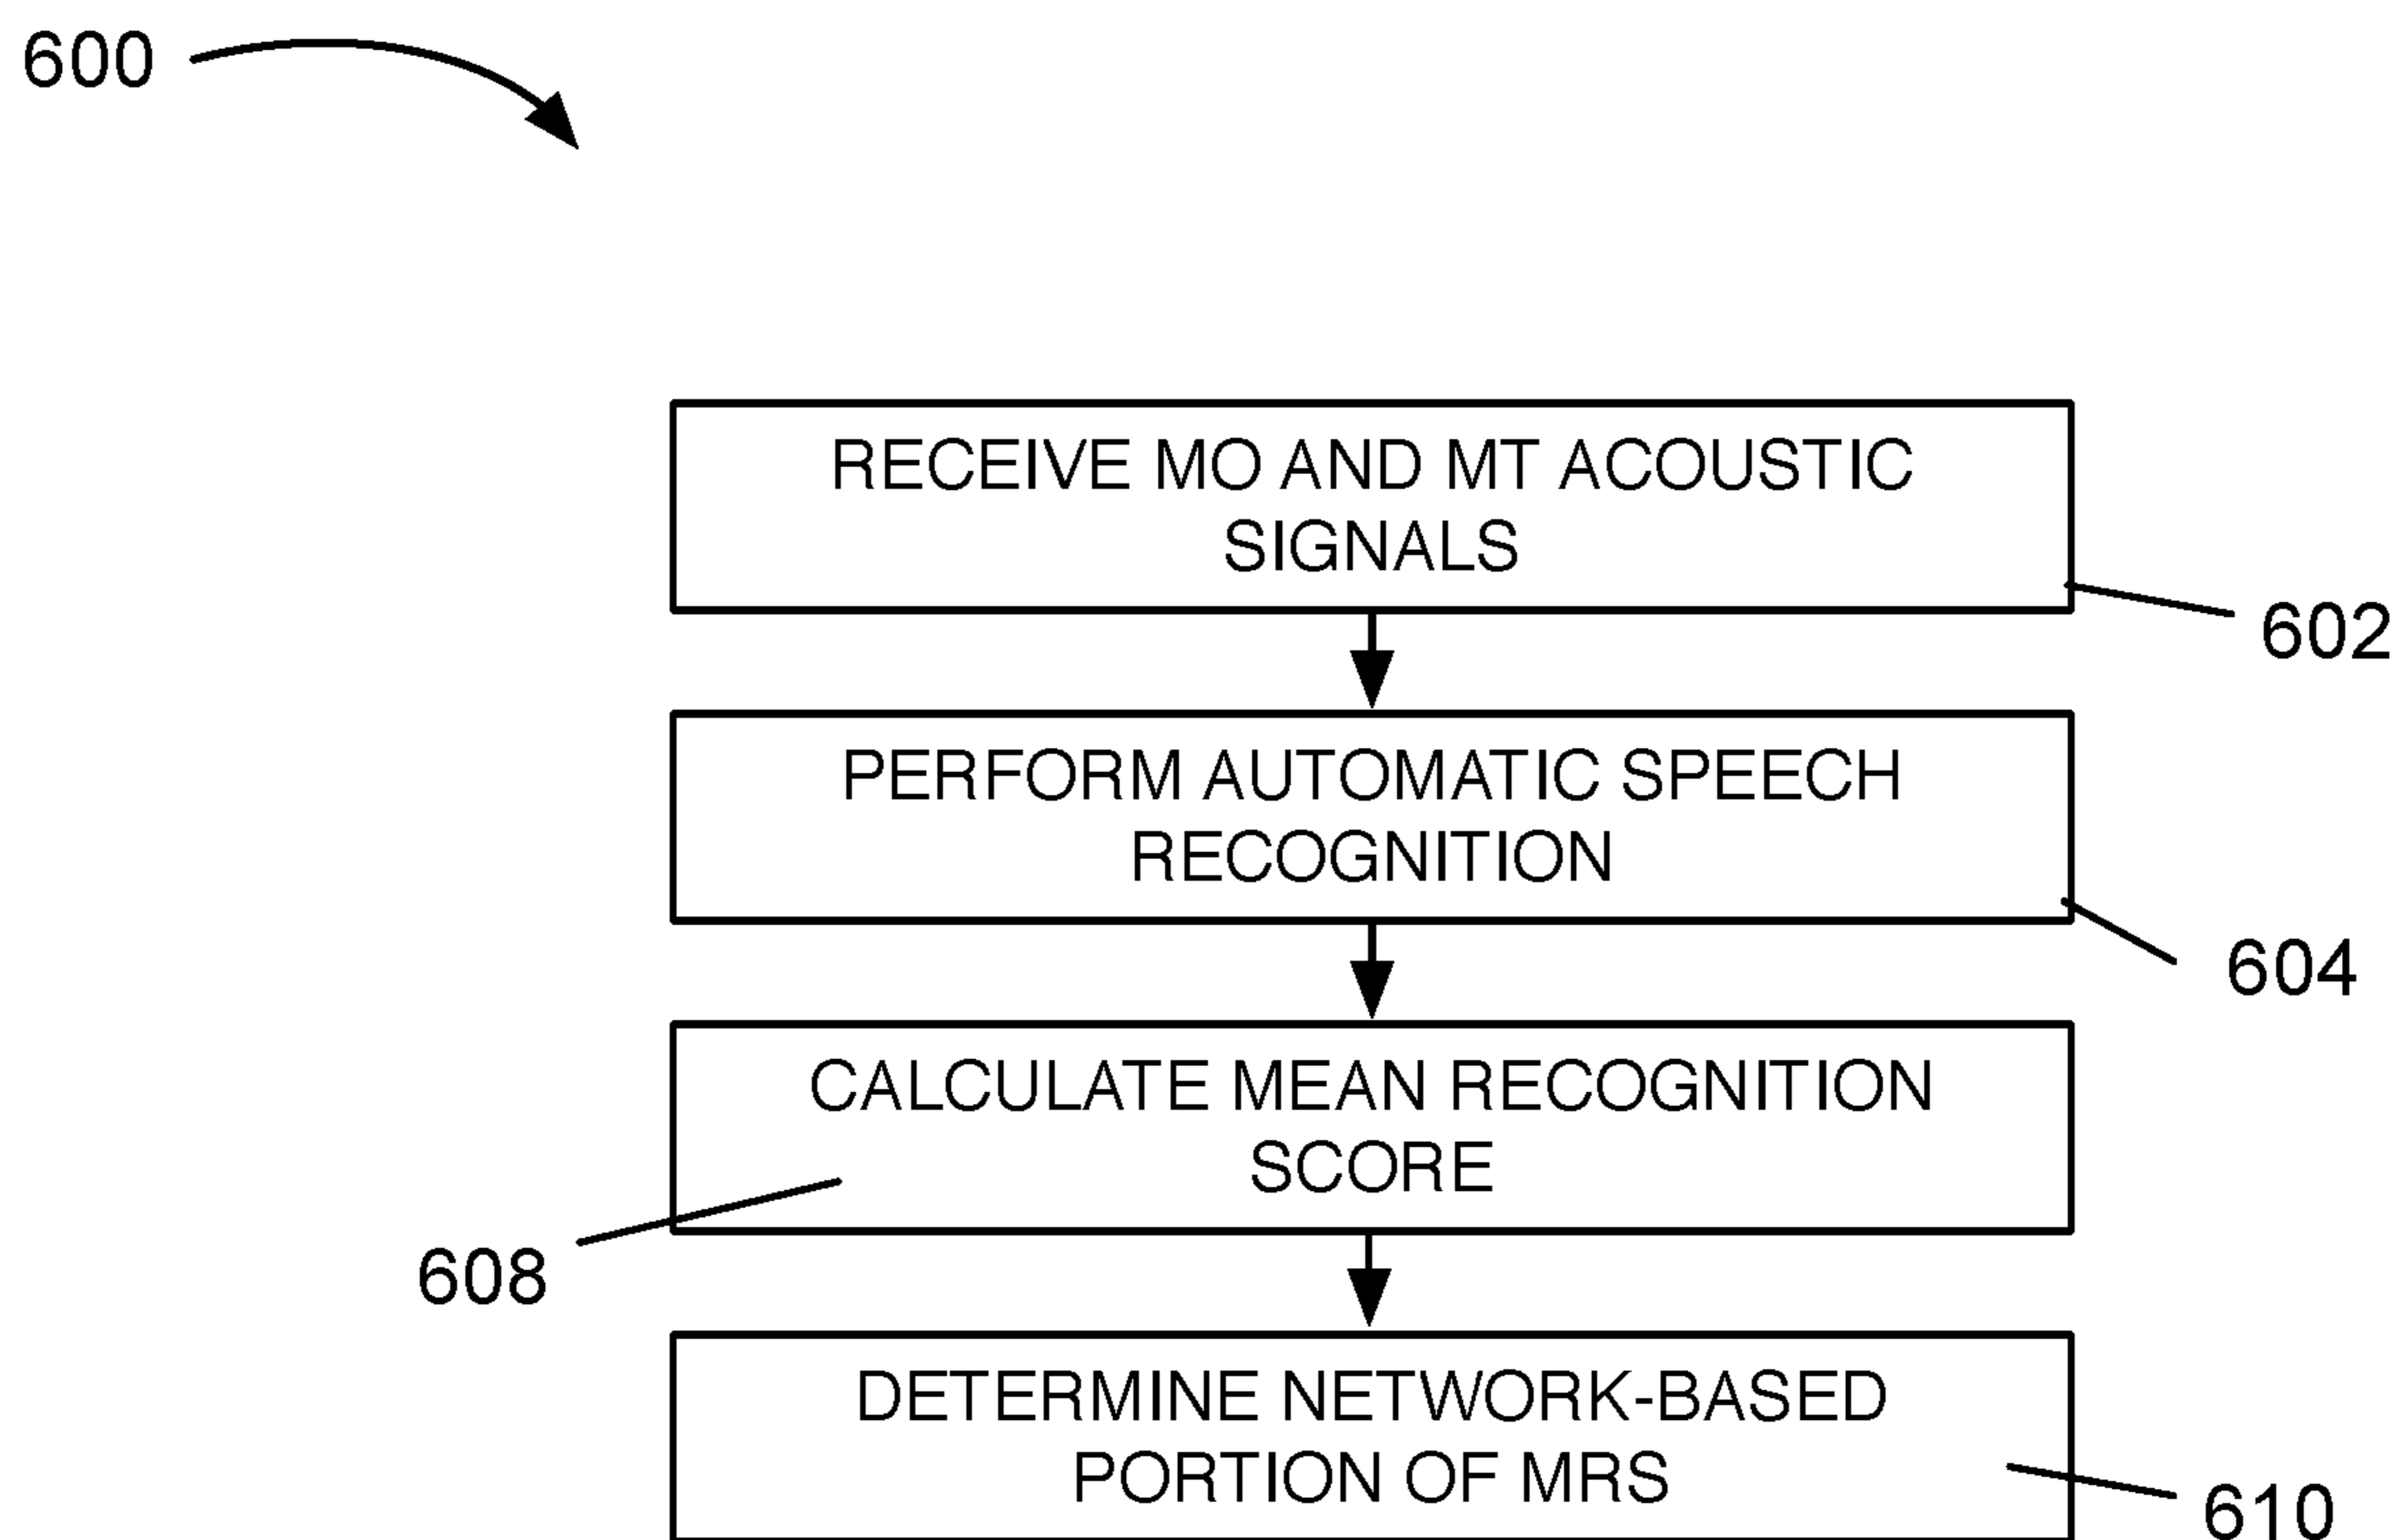 600
RECEIVE MO AND MT ACOUSTIC
SIGNALS
602
PERFORM AUTOMATIC SPEECH
RECOGNITION
604
CALCULATE MEAN RECOGNITION
SCORE
608
DETERMINE NETWORK-BASED
PORTION OF MRS
610